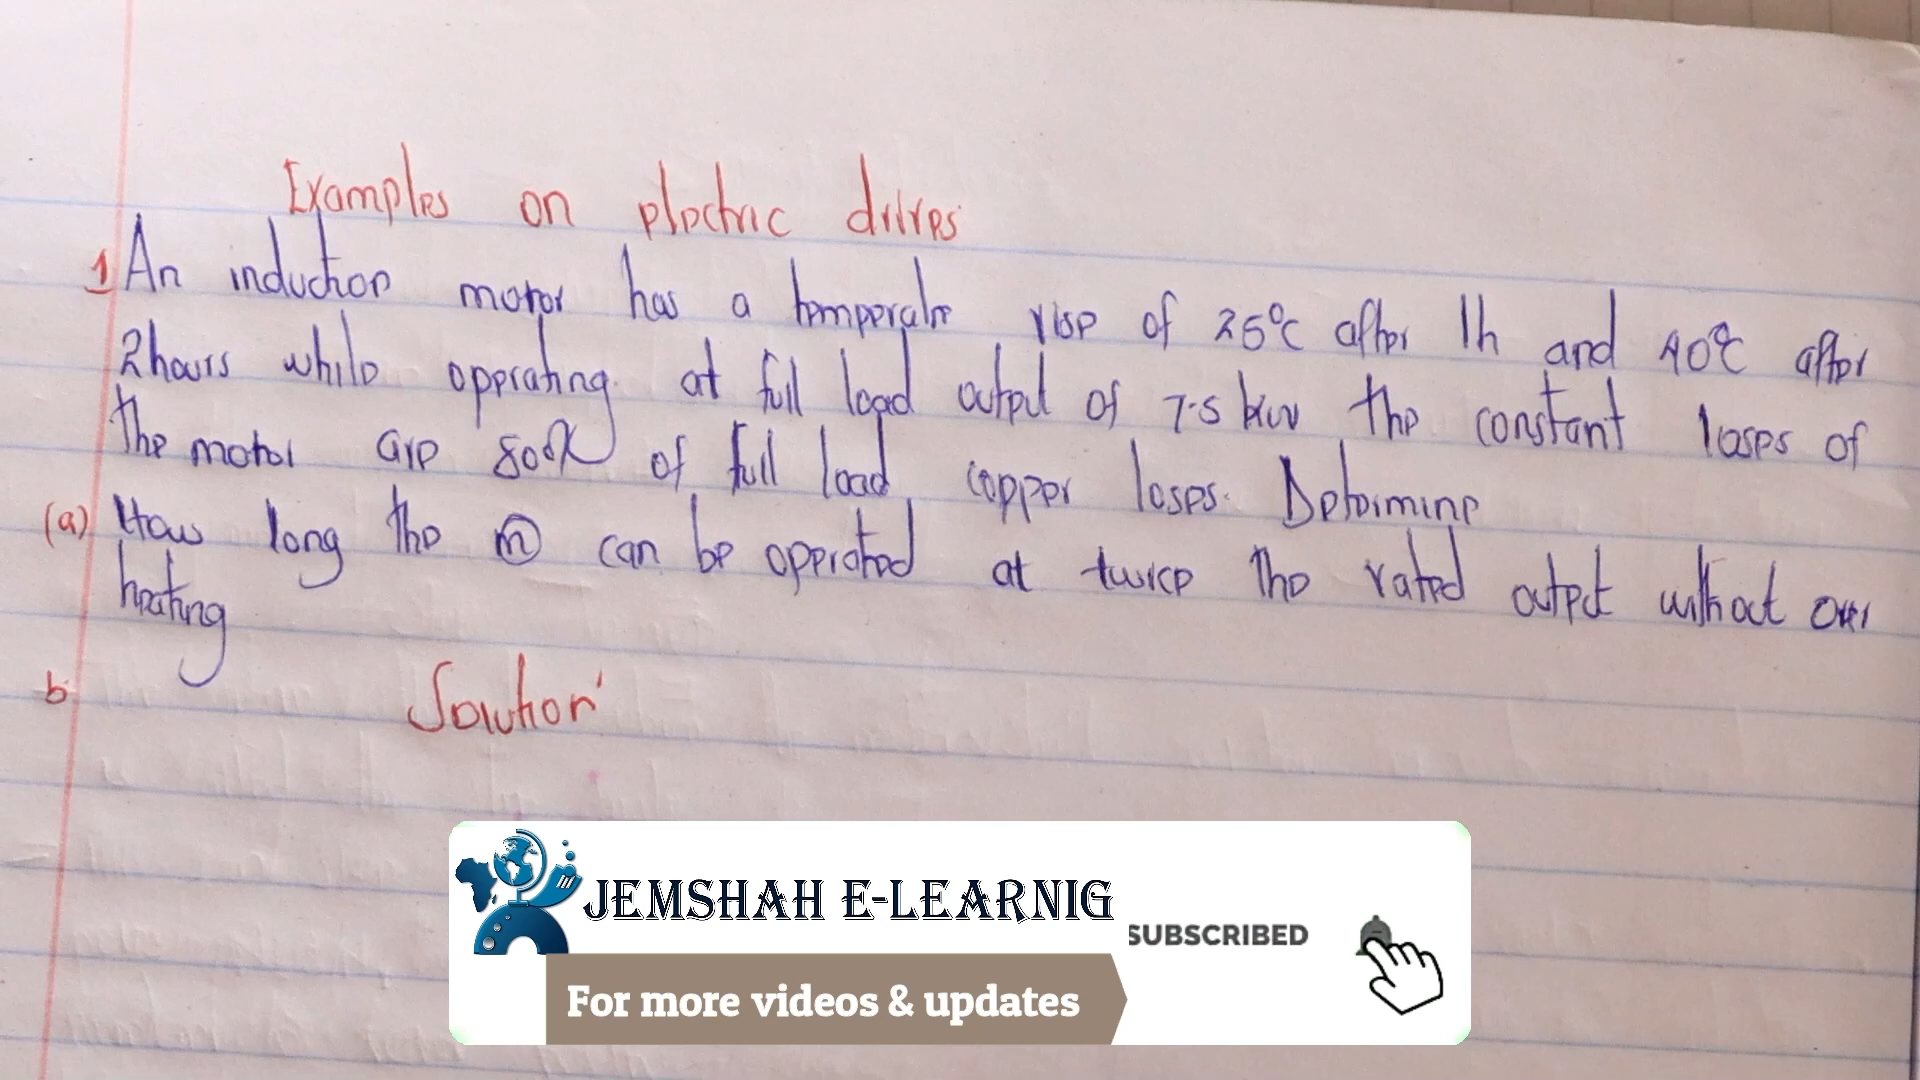 Examples on electric drives
1 An induction motor has a temperature rise of 25°C after 1h and 40°C after
2hours while operating at full load output of 7.5 kw the constant losses of
the motor are 80% of full load copper losses. Determine
(a) How long the m can be operated at twice the rated output without over
heating
b Solution
JEMSHAH E-LEARNIG
SUBSCRIBED
For more videos & updates